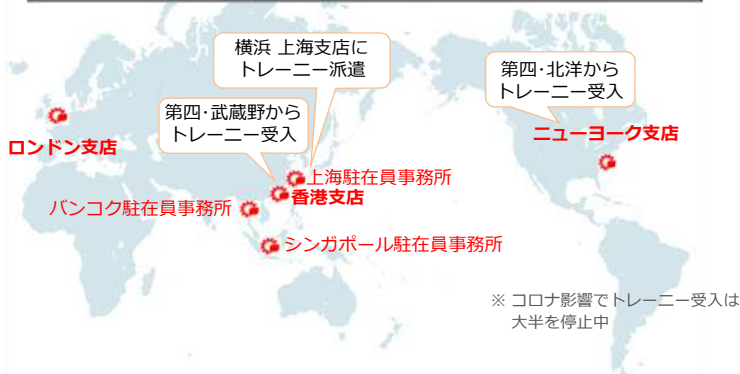 横浜 上海支店に
トレーニー派遣
第四・北洋から
トレーニー受入
第四・武蔵野から
トレーニー受入
ニューヨーク支店
ロンドン支店
上海駐在員事務所
香港支店
バンコク駐在員事務所
シンガポール駐在員事務所
※ コロナ影響でトレーニー受入は
大半を停止中